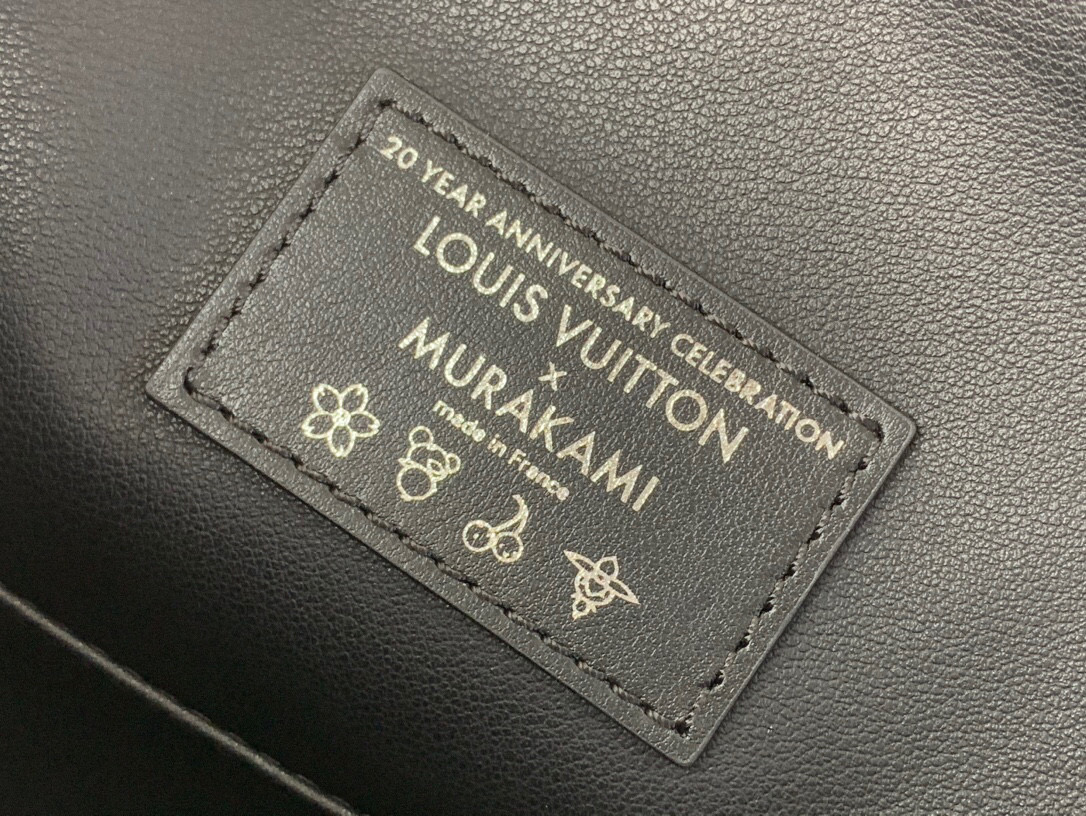 20 YEAR ANNIVERSARY CELEBRATION
LOUIS VUITTON
×
MURAKAMI
made in France